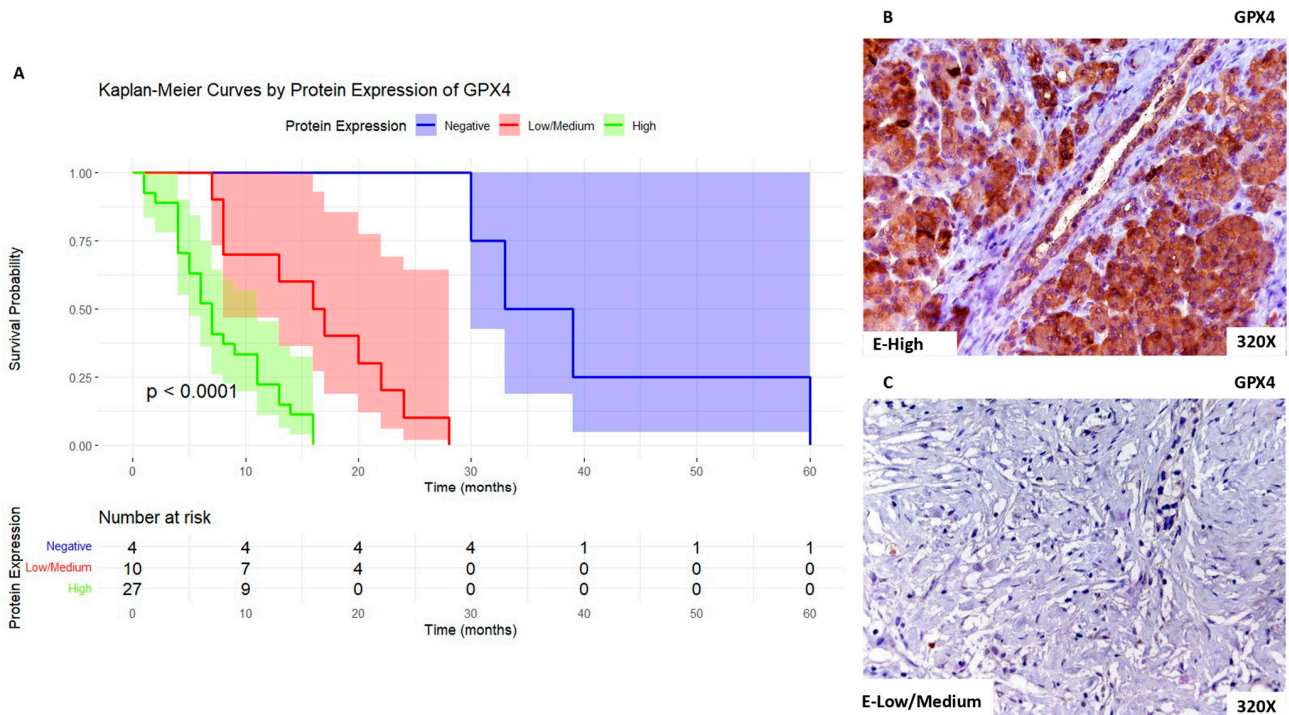 A
Kaplan-Meier Curves by Protein Expression of GPX4
Protein Expression Negative Low/Medium High
Survival Probability
1.00
0.75
0.50
0.25
0.00
p < 0.0001
0 10 20 30 40 50 60
Time (months)
Number at risk
Protein Expression
Negative 4 4 4 4 1 1 1
Low/Medium 10 7 4 0 0 0 0
High 27 9 0 0 0 0 0
0 10 20 30 40 50 60
Time (months)
B GPX4
E-High 320X
C GPX4
E-Low/Medium 320X